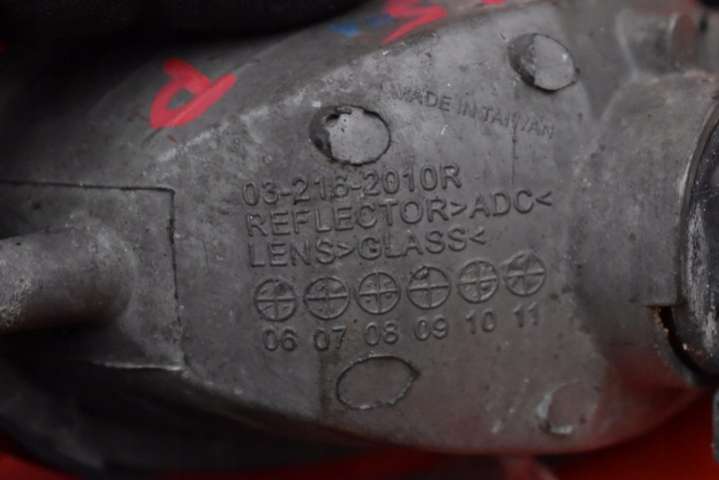 MADE IN TAIWAN
03-216-2010R
REFLECTOR>ADC<
LENS>GLASS<
06 07 08 09 10 11